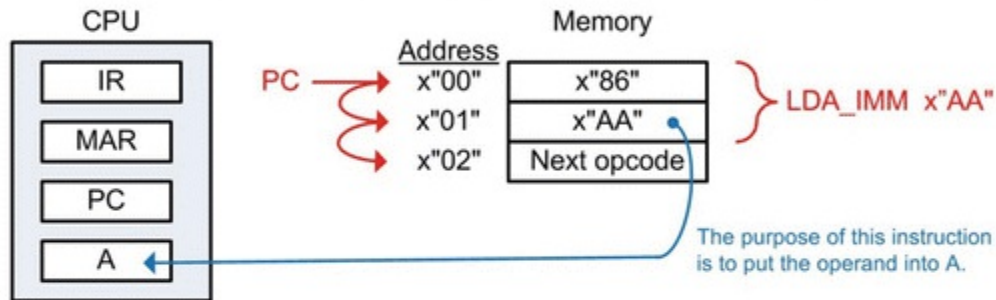 CPU
Memory
IR
MAR
PC
A
PC
Address
x"00"
x"01"
x"02"
x"86"
x"AA"
Next opcode
LDA_IMM x"AA"
The purpose of this instruction
is to put the operand into A.